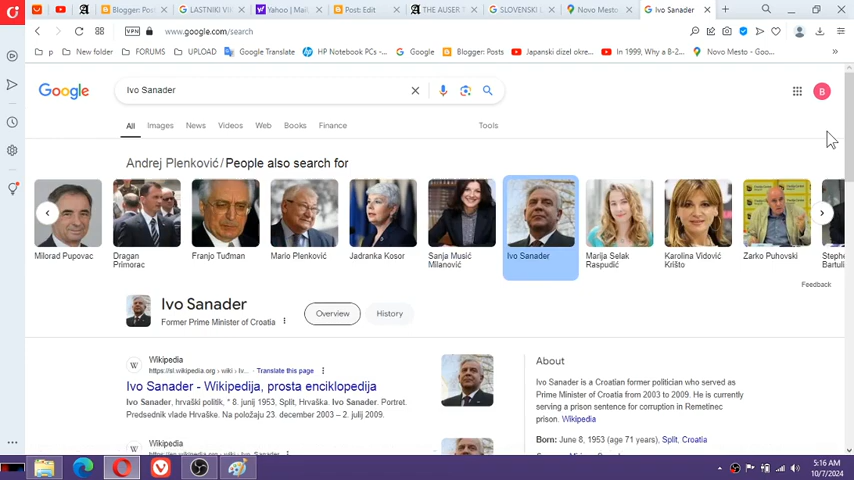 Blogger: Post
LASTNIKI VIK
Yahoo | Mail
Post: Edit
THE AUSER T
SLOVENSKI L
Novo Mesto
Ivo Sanader
VPN
www.google.com/search
p
New folder
FORUMS
UPLOAD
Google Translate
HP Notebook PCs -...
Google
Blogger: Posts
Japanski dizel okre...
In 1999, Why a B-2...
Novo Mesto - Goo...
Google
Ivo Sanader
B
All
Images
News
Videos
Web
Books
Finance
Tools
Andrej Plenković/People also search for
Milorad Pupovac
Dragan
Primorac
Franjo Tuđman
Mario Plenković
Jadranka Kosor
Sanja Musić
Milanović
Ivo Sanader
Marija Selak
Raspudić
Karolina Vidović
Krišto
Žarko Puhovski
Stephe
Bartuli
Feedback
Ivo Sanader
Former Prime Minister of Croatia
Overview
History
W
Wikipedia
https://sl.wikipedia.org › wiki › Iv... · Translate this page
Ivo Sanader - Wikipedija, prosta enciklopedija
Ivo Sanader, hrvaški politik, * 8. junij 1953, Split, Hrvaška. Ivo Sanader. Portret.
Predsednik vlade Hrvaške. Na položaju 23. december 2003 – 2. julij 2009.
Wikipedia
About
Ivo Sanader is a Croatian former politician who served as
Prime Minister of Croatia from 2003 to 2009. He is currently
serving a prison sentence for corruption in Remetinec
prison. Wikipedia
Born: June 8, 1953 (age 71 years), Split, Croatia
5:16 AM
10/7/2024